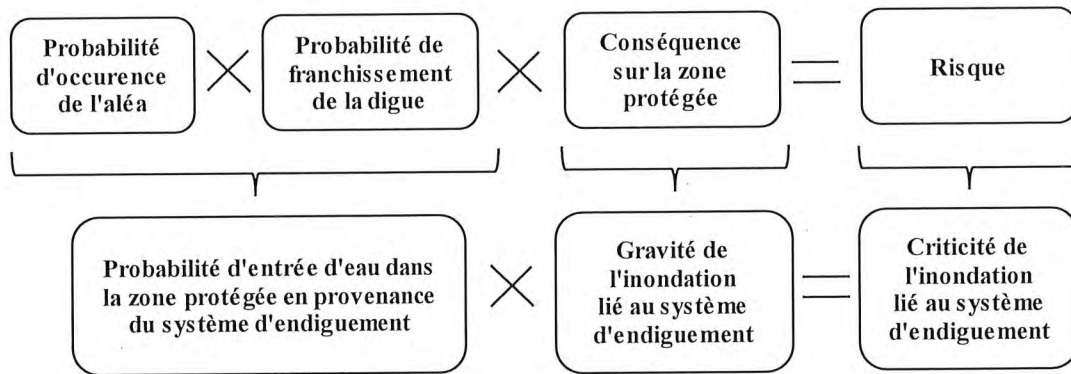 Probabilité
d'occurence
de l'aléa
Probabilité de
franchissement
de la digue
Conséquence
sur la zone
protégée
Risque
Probabilité d'entrée d'eau dans
la zone protégée en provenance
du système d'endiguement
Gravité de
l'inondation
lié au système
d'endiguement
Criticité de
l'inondation
lié au système
d'endiguement